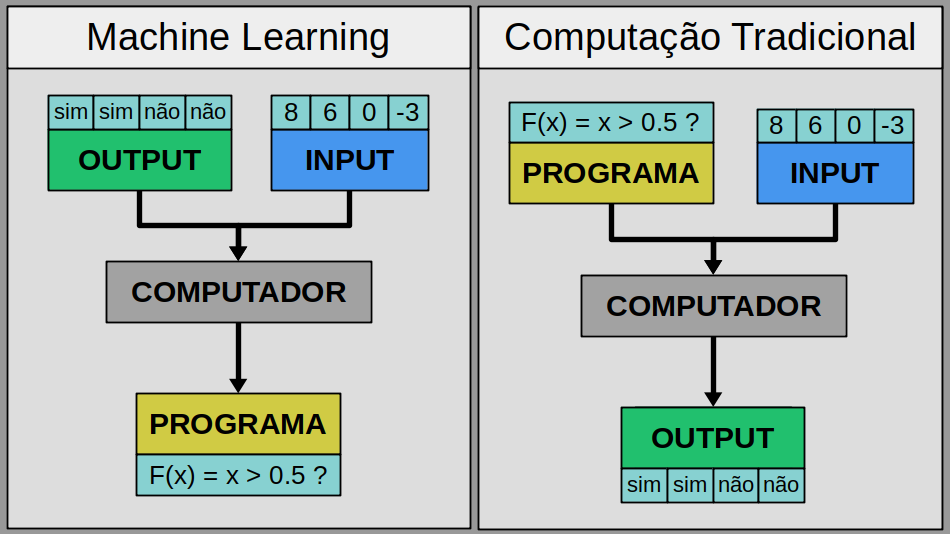 Machine Learning
sim sim não não
OUTPUT
8 6 0 -3
INPUT
COMPUTADOR
PROGRAMA
F(x) = x > 0.5 ?
Computação Tradicional
F(x) = x > 0.5 ?
PROGRAMA
8 6 0 -3
INPUT
COMPUTADOR
OUTPUT
sim sim não não